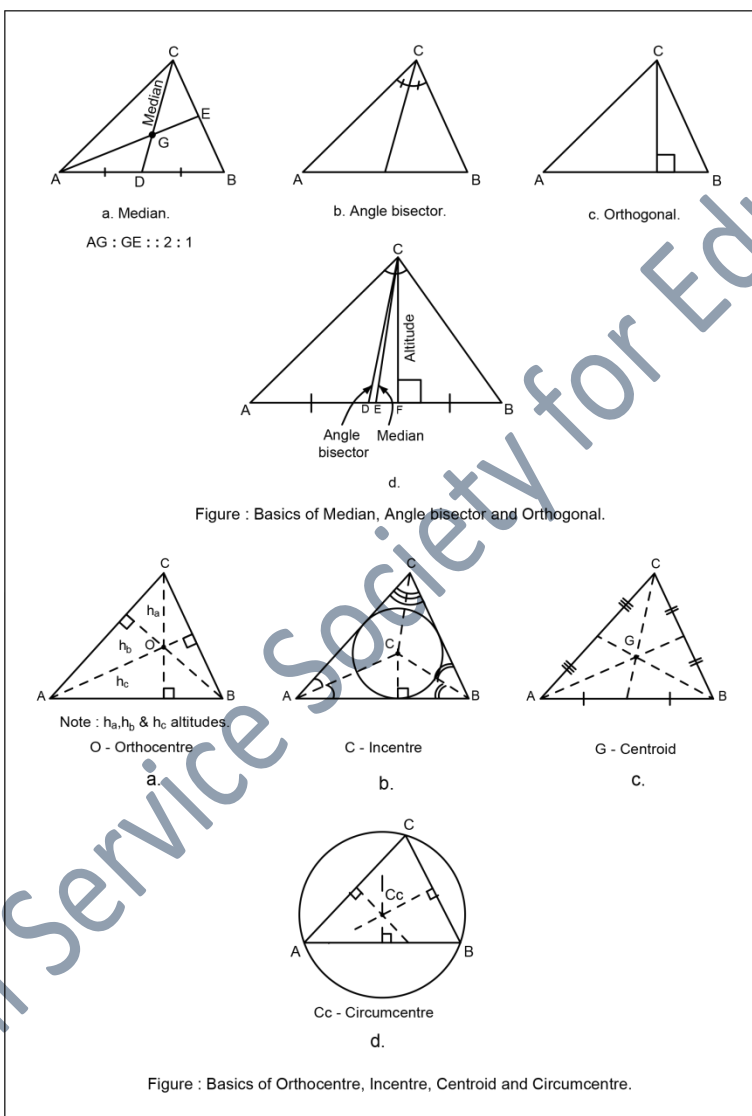 C
Median
E
G
A
D
B
a. Median.
AG : GE : : 2 : 1
C
A
B
b. Angle bisector.
C
A
B
c. Orthogonal.
C
Altitude
A
D E F
B
Angle
bisector
Median
d.
Figure : Basics of Median, Angle bisector and Orthogonal.
C
ha
hb
O
hc
A
B
Note : ha,hb & hc altitudes.
O - Orthocentre
a.
C
C
A
B
C - Incentre
b.
C
G
A
B
G - Centroid
c.
C
Cc
A
B
Cc - Circumcentre
d.
Figure : Basics of Orthocentre, Incentre, Centroid and Circumcentre.
Service Society for Edu